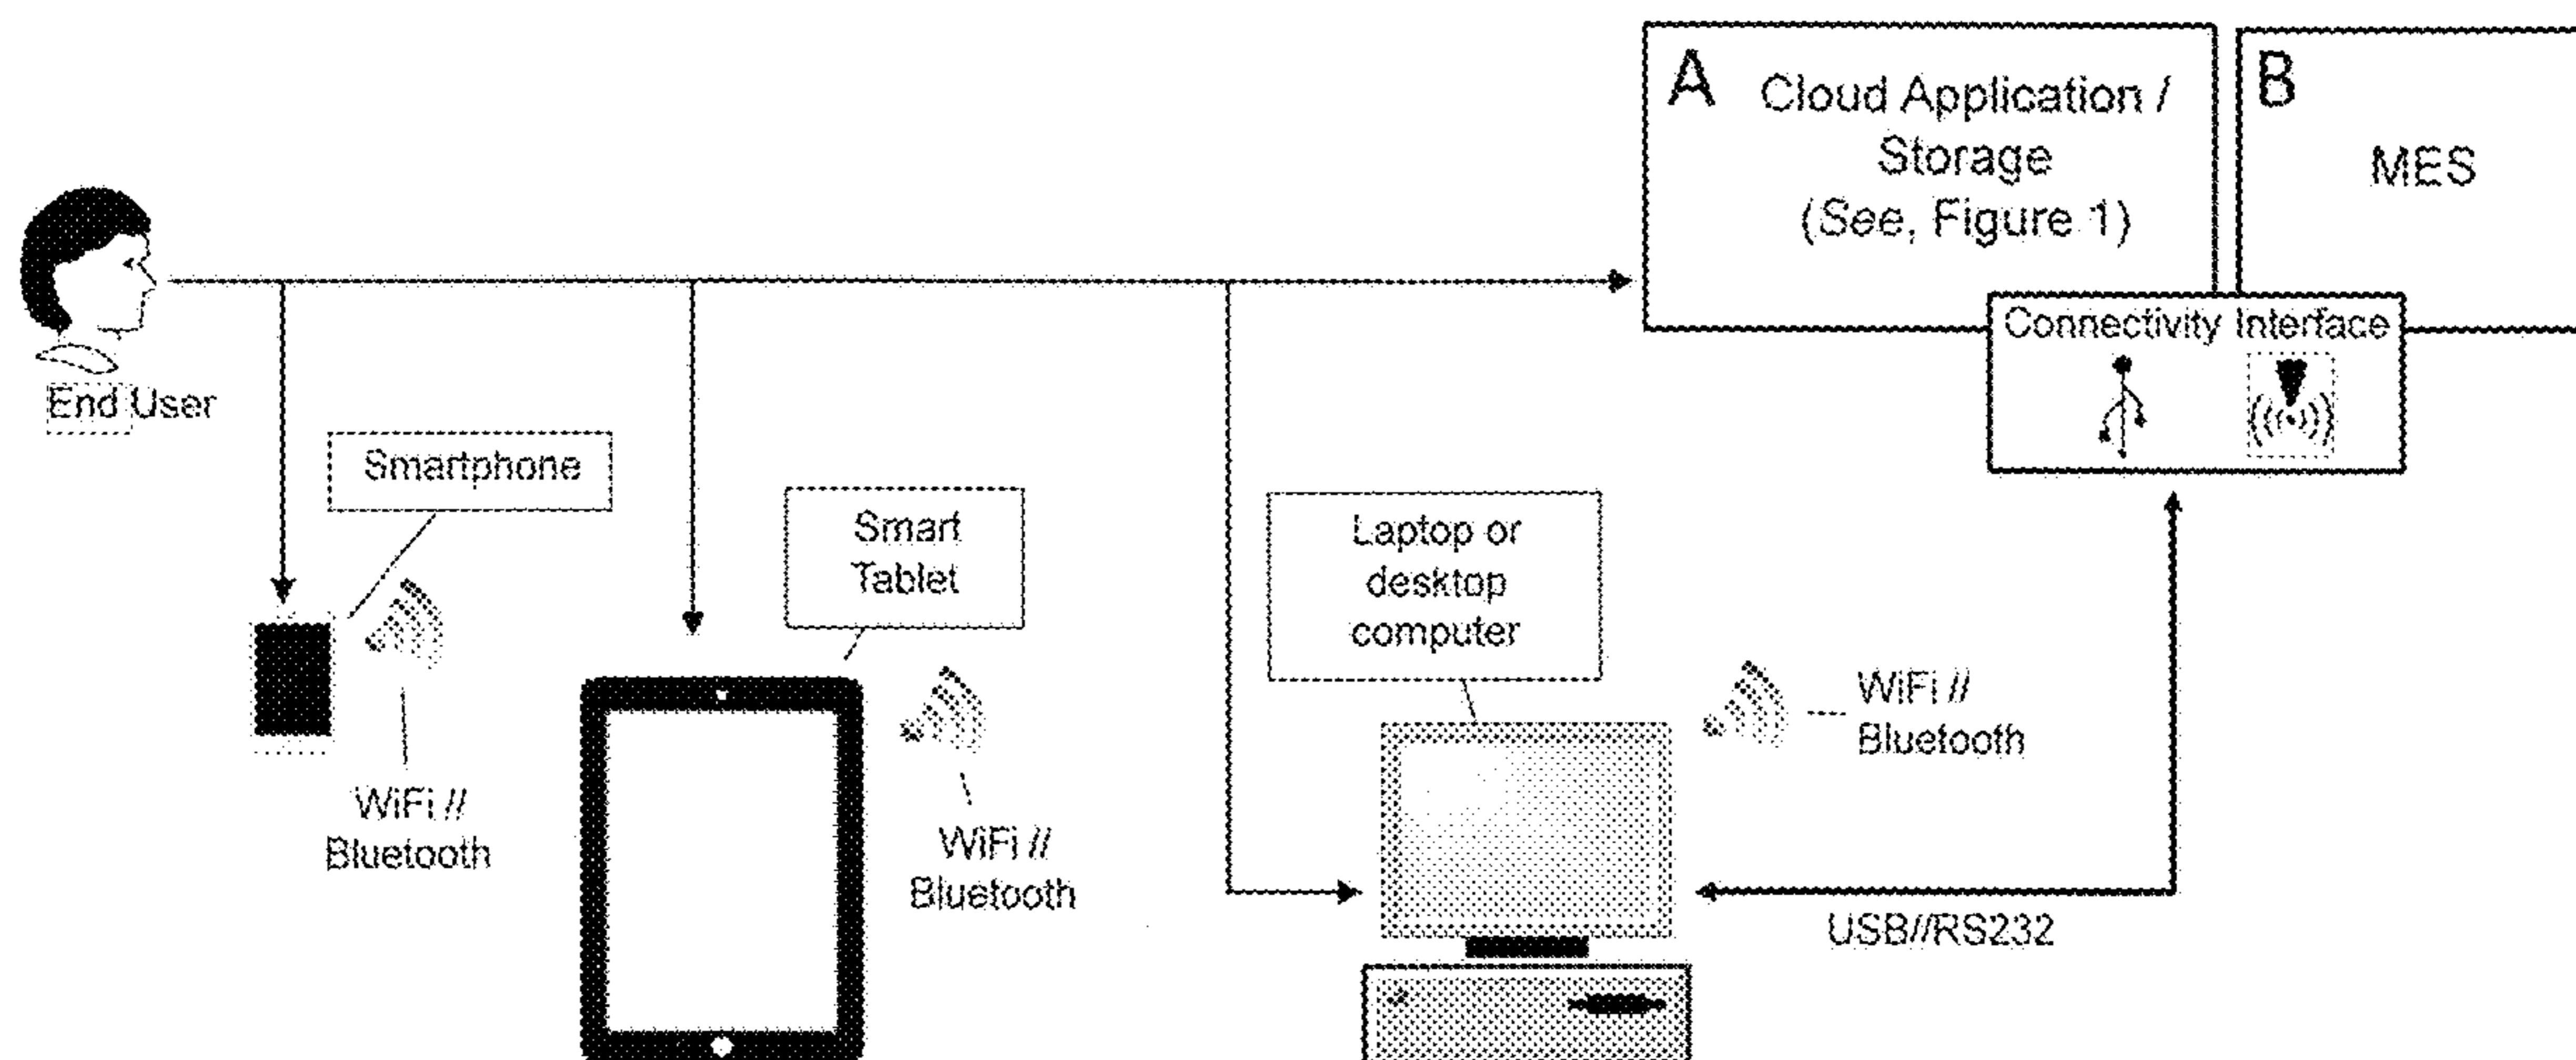 A
Cloud Application /
Storage
(See, Figure 1)
B
MES
Connectivity Interface
End User
Smartphone
Smart
Tablet
Laptop or
desktop
computer
WiFi //
Bluetooth
WiFi //
Bluetooth
WiFi //
Bluetooth
USB//RS232